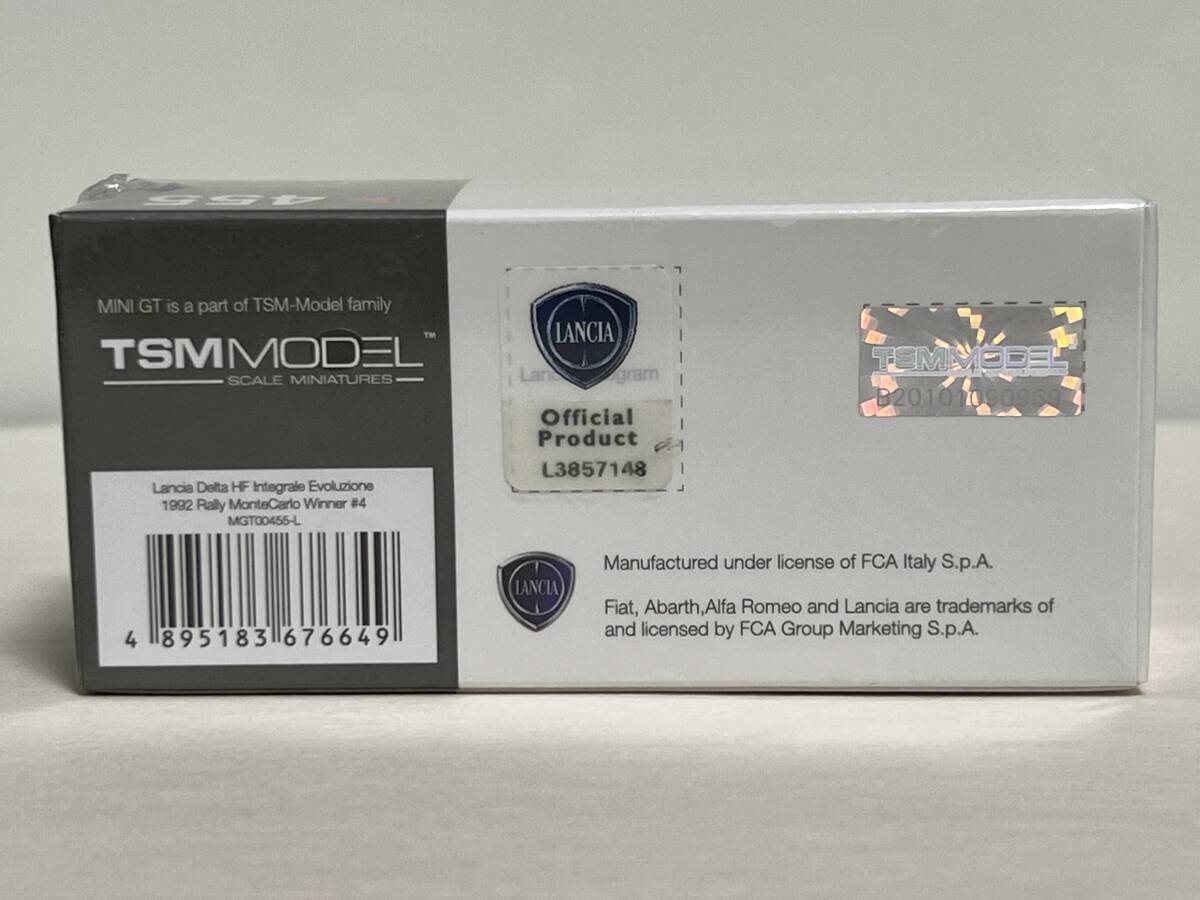 455
MINI GT is a part of TSM-Model family
TSMMODEL™
SCALE MINIATURES
Lancia Delta HF Integrale Evoluzione
1992 Rally MonteCarlo Winner #4
MGT00455-L
4 895183 676649
LANCIA
Official
Product
L3857148
TSMMODEL
LANCIA
Manufactured under license of FCA Italy S.p.A.
Fiat, Abarth,Alfa Romeo and Lancia are trademarks of
and licensed by FCA Group Marketing S.p.A.